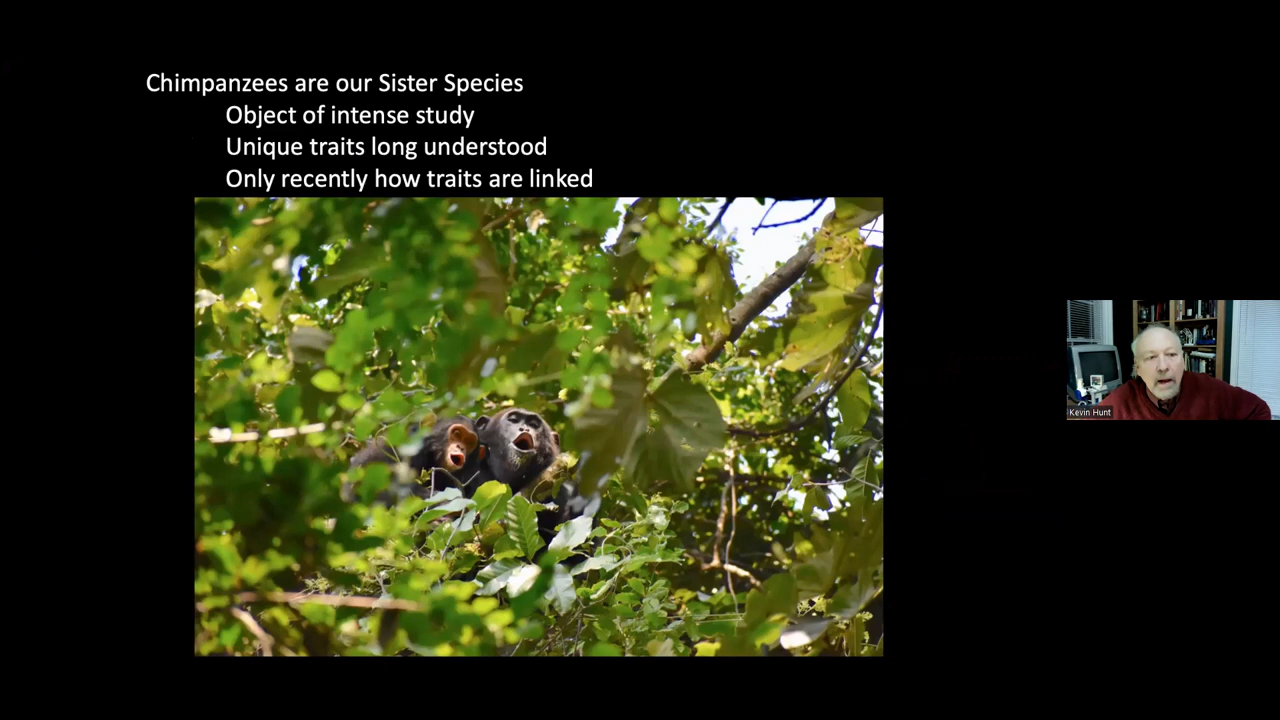 Chimpanzees are our Sister Species
Object of intense study
Unique traits long understood
Only recently how traits are linked
Kevin Hunt